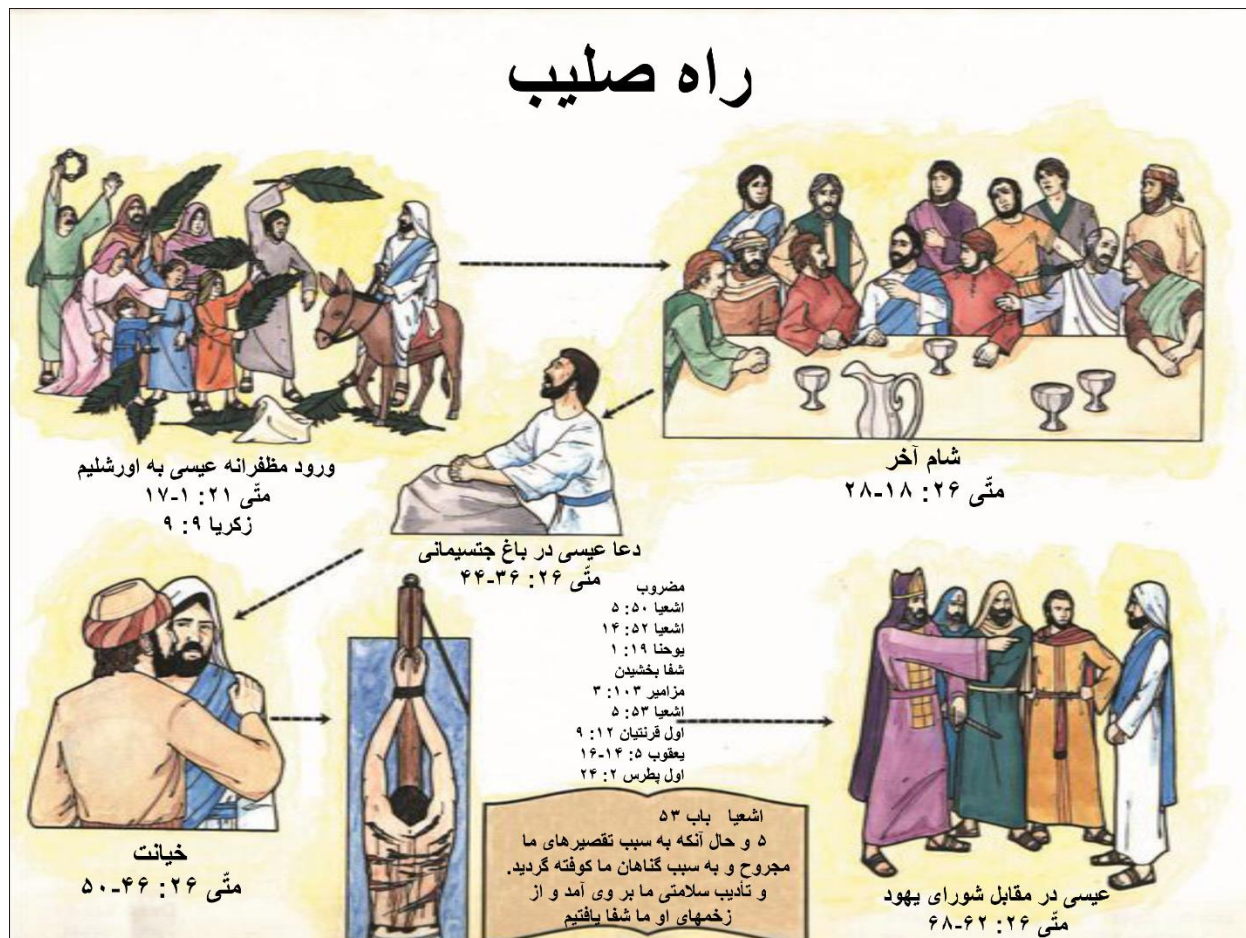 راه صلیب
ورود مظفرانه عیسی به اورشلیم
متّی ۲۱: ۱-۱۷
زکریا ۹: ۹
شام آخر
متّی ۲۶: ۱۸-۲۸
دعا عیسی در باغ جتسیمانی
متّی ۲۶: ۳۶-۴۴
خیانت
متّی ۲۶: ۴۶-۵۰
مضروب
اشعیا ۵۰: ۵
اشعیا ۵۲: ۱۴
یوحنا ۱۹: ۱
شفا بخشیدن
مزامیر ۱۰۳: ۳
اشعیا ۵۳: ۵
اول قرنتیان ۱۲: ۹
یعقوب ۵: ۱۴-۱۶
اول پطرس ۲: ۲۴
اشعیا باب ۵۳
۵ و حال آنکه به سبب تقصیرهای ما
مجروح و به سبب گناهان ما کوفته گردید.
و تأدیب سلامتی ما بر وی آمد و از
زخمهای او ما شفا یافتیم
عیسی در مقابل شورای یهود
متّی ۲۶: ۶۲-۶۸